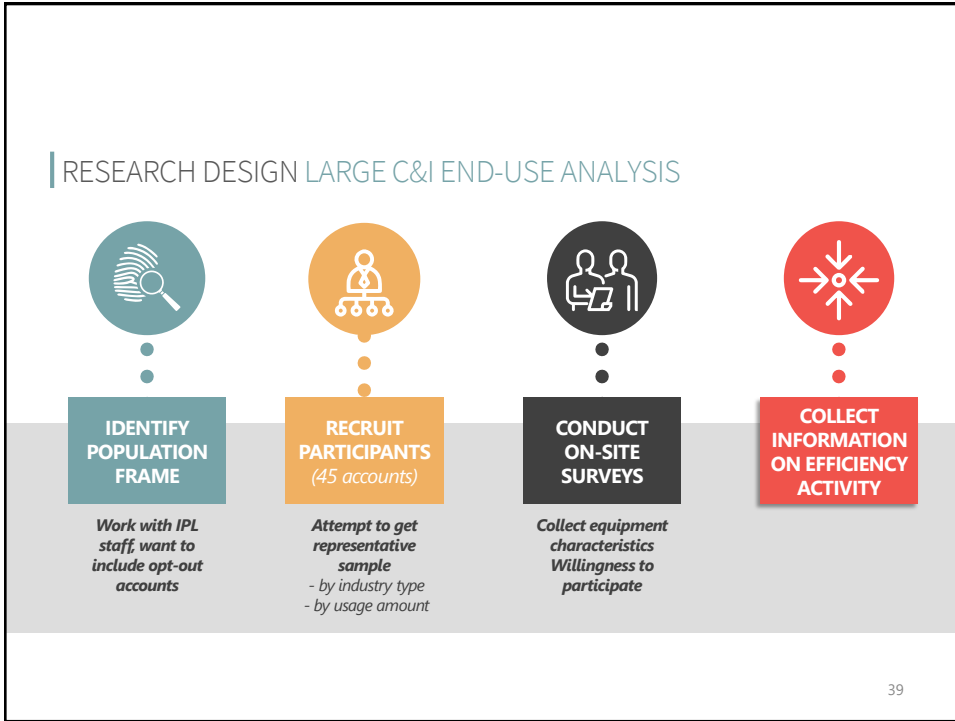 RESEARCH DESIGN LARGE C&I END-USE ANALYSIS
IDENTIFY
POPULATION
FRAME
Work with IPL
staff, want to
include opt-out
accounts
RECRUIT
PARTICIPANTS
(45 accounts)
Attempt to get
representative
sample
- by industry type
- by usage amount
CONDUCT
ON-SITE
SURVEYS
Collect equipment
characteristics
Willingness to
participate
COLLECT
INFORMATION
ON EFFICIENCY
ACTIVITY
39